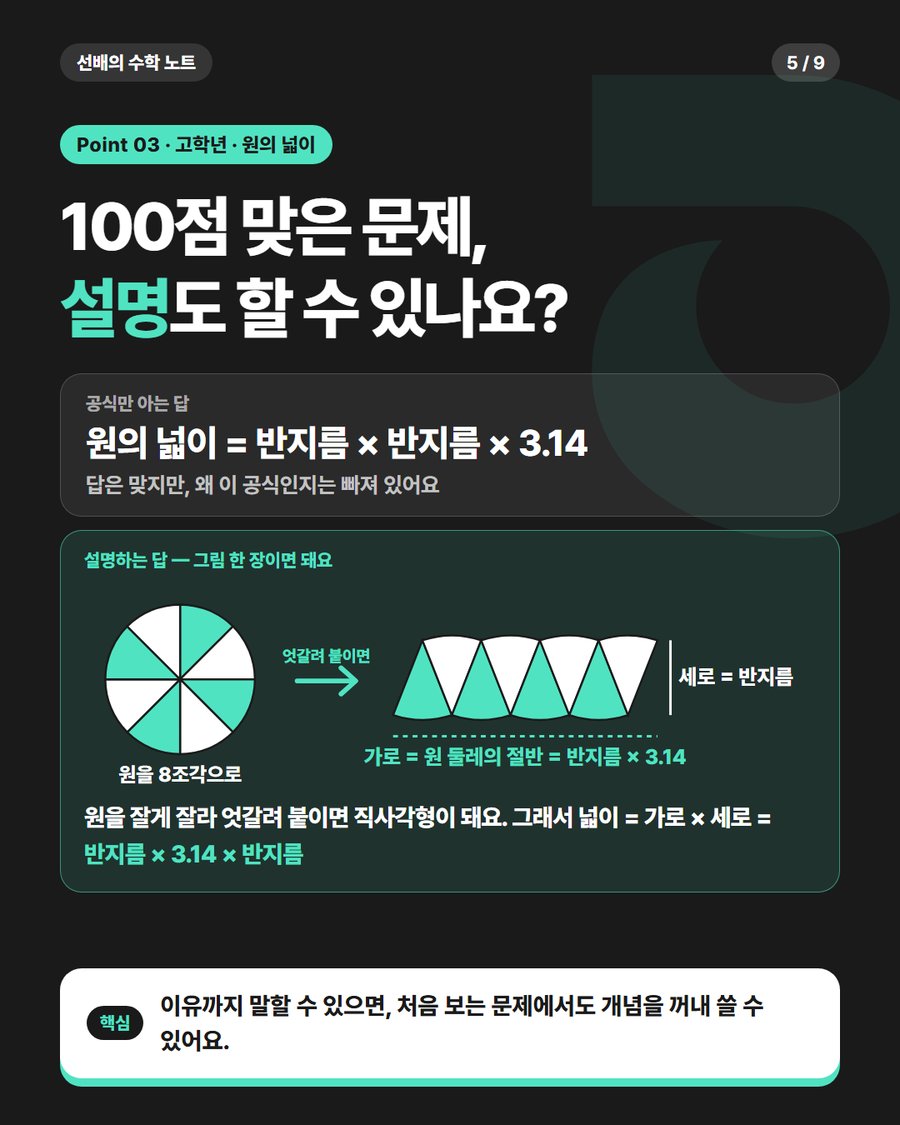 선배의 수학 노트
5 / 9
Point 03 · 고학년 · 원의 넓이
100점 맞은 문제,
설명도 할 수 있나요?
공식만 아는 답
원의 넓이 = 반지름 × 반지름 × 3.14
답은 맞지만, 왜 이 공식인지는 빠져 있어요
설명하는 답 — 그림 한 장이면 돼요
엇갈려 붙이면
세로 = 반지름
가로 = 원 둘레의 절반 = 반지름 × 3.14
원을 8조각으로
원을 잘게 잘라 엇갈려 붙이면 직사각형이 돼요. 그래서 넓이 = 가로 × 세로 =
반지름 × 3.14 × 반지름
핵심
이유까지 말할 수 있으면, 처음 보는 문제에서도 개념을 꺼내 쓸 수
있어요.